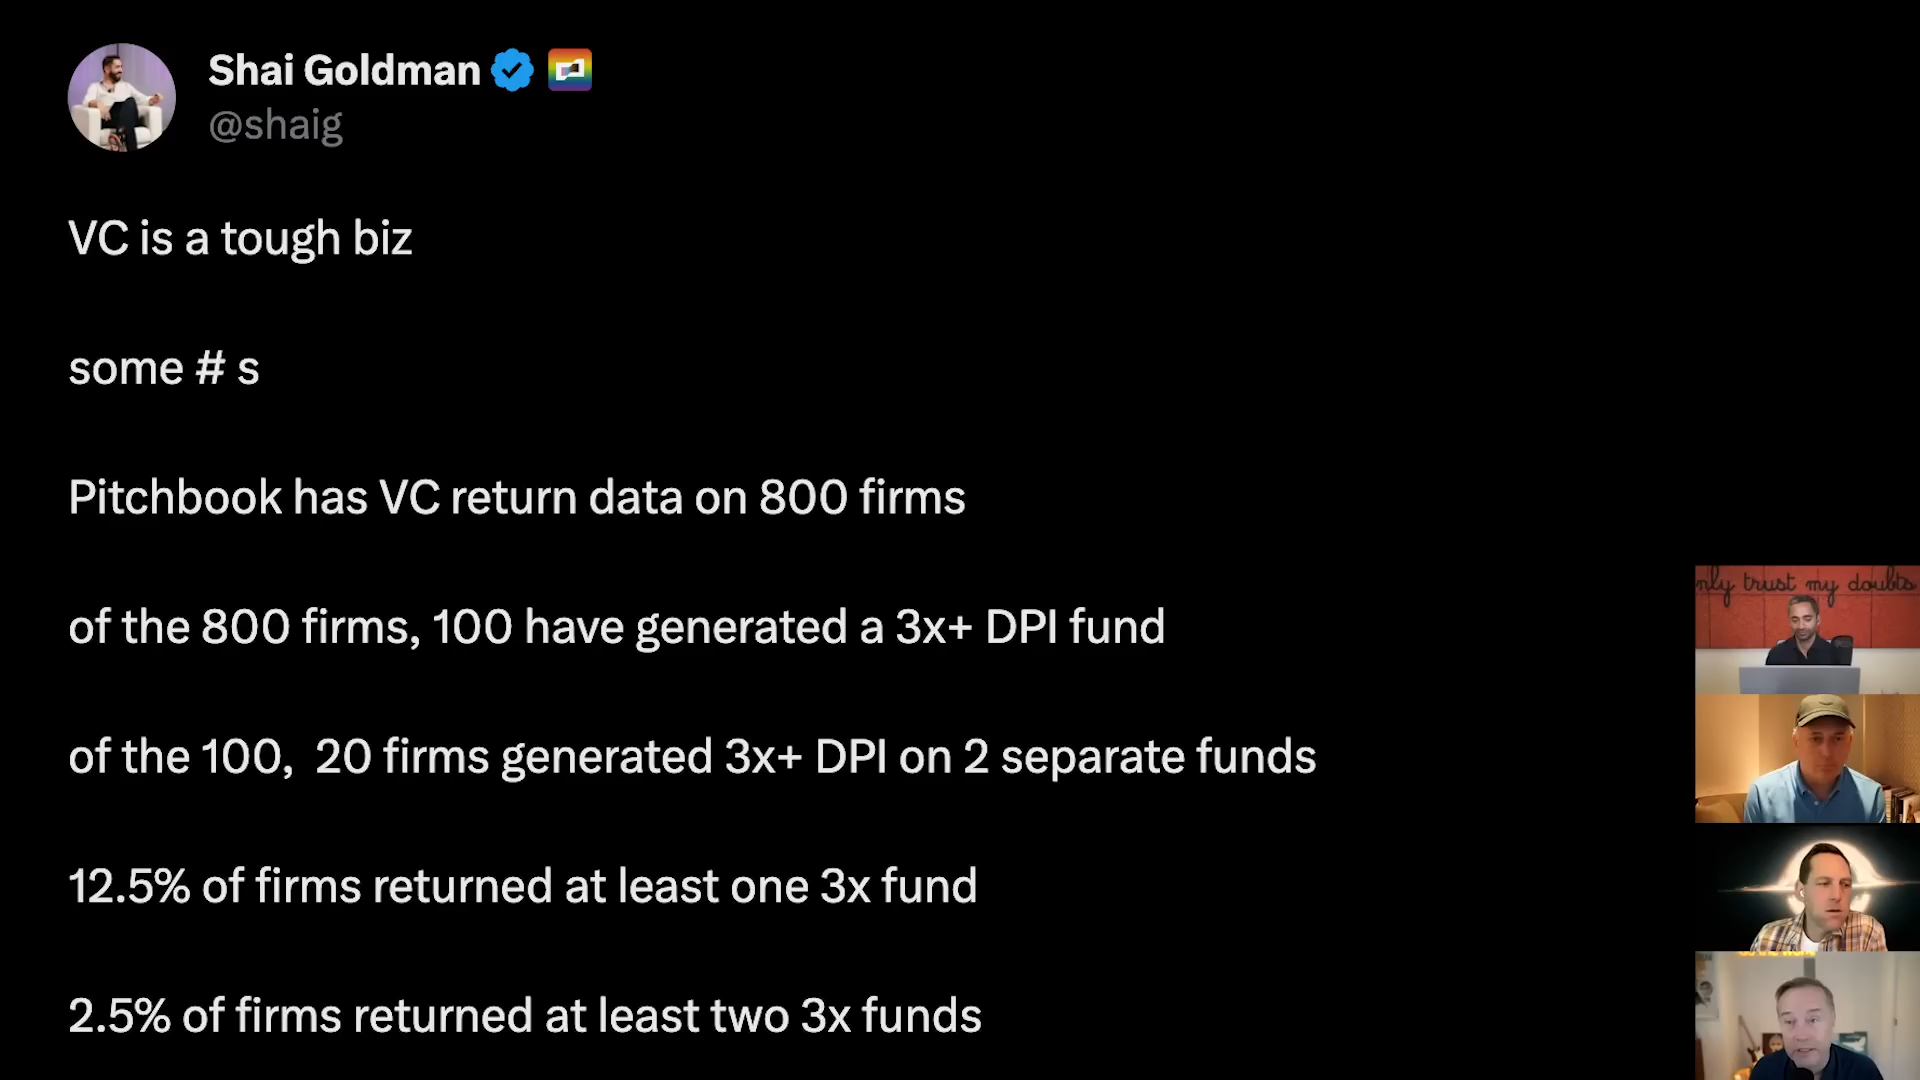 Shai Goldman
@shaig
VC is a tough biz
some # s
Pitchbook has VC return data on 800 firms
of the 800 firms, 100 have generated a 3x+ DPI fund
of the 100, 20 firms generated 3x+ DPI on 2 separate funds
12.5% of firms returned at least one 3x fund
2.5% of firms returned at least two 3x funds
nly trust my doubts